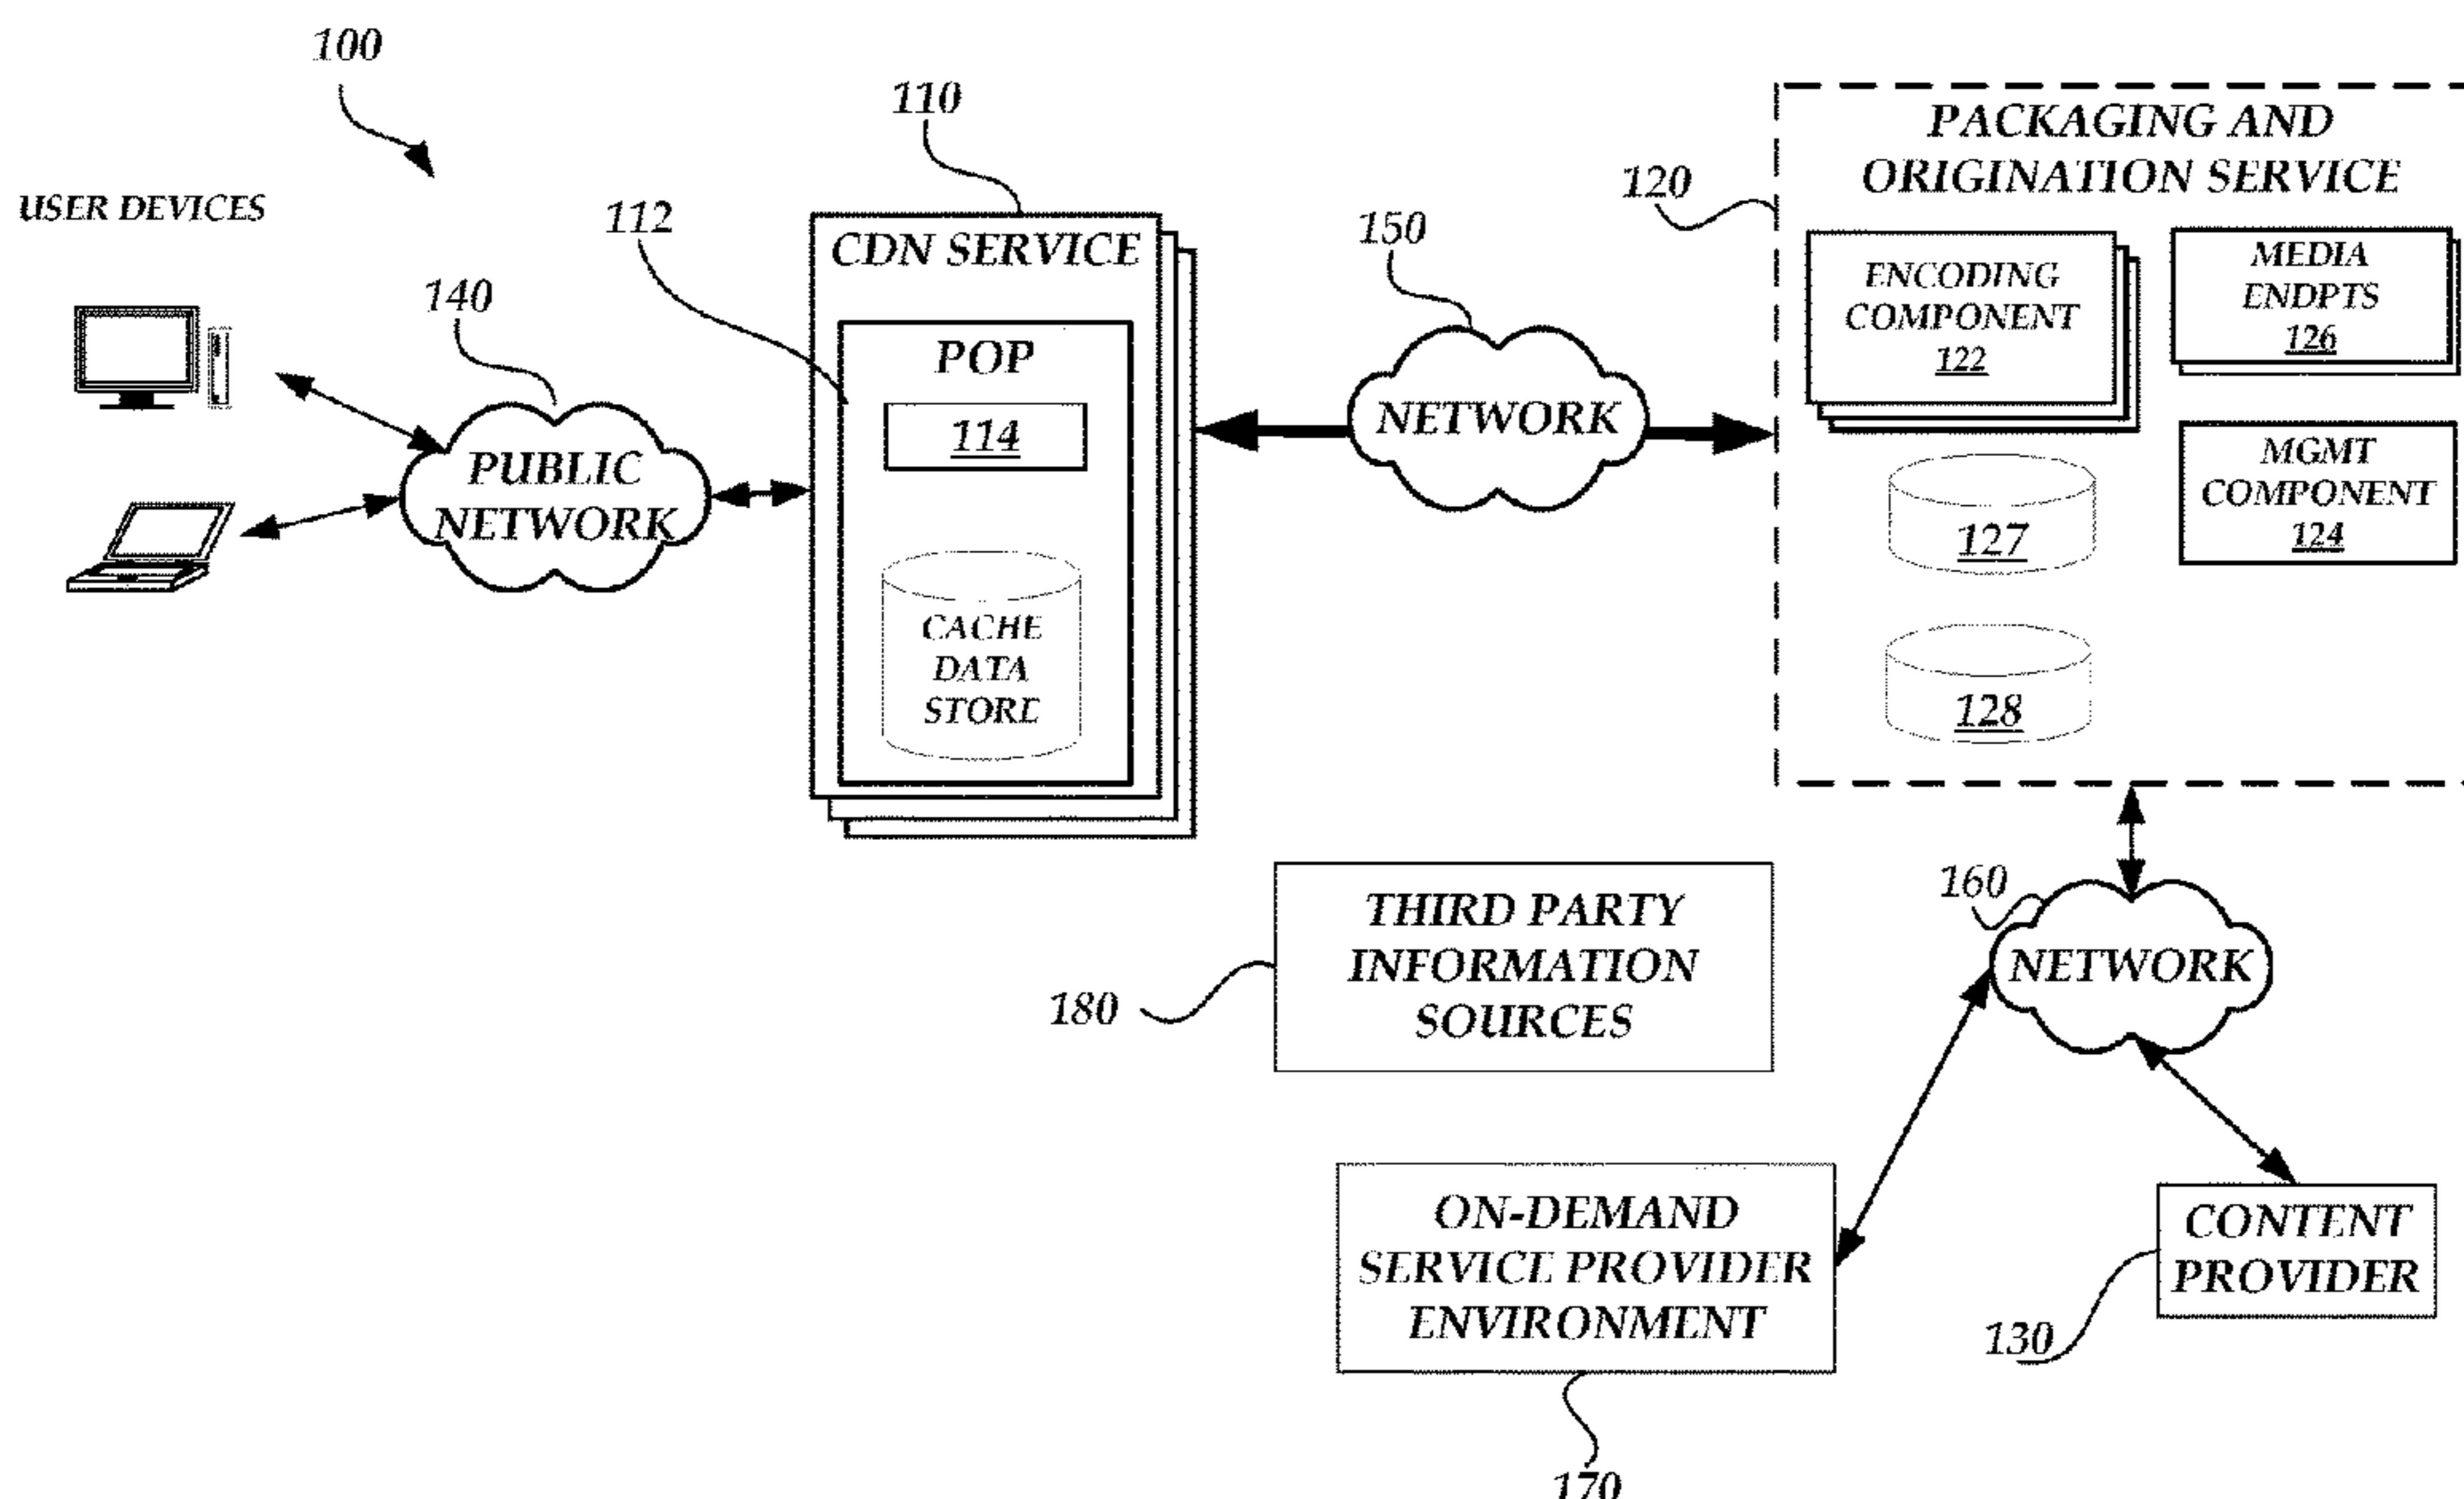 100
USER DEVICES
140
PUBLIC
NETWORK
110
112
CDN SERVICE
POP
114
CACHE
DATA
STORE
150
NETWORK
120
PACKAGING AND
ORIGINATION SERVICE
ENCODING
COMPONENT
122
MEDIA
ENDPTS
126
MGMT
COMPONENT
124
127
128
160
NETWORK
THIRD PARTY
INFORMATION
SOURCES
180
ON-DEMAND
SERVICE PROVIDER
ENVIRONMENT
170
CONTENT
PROVIDER
130